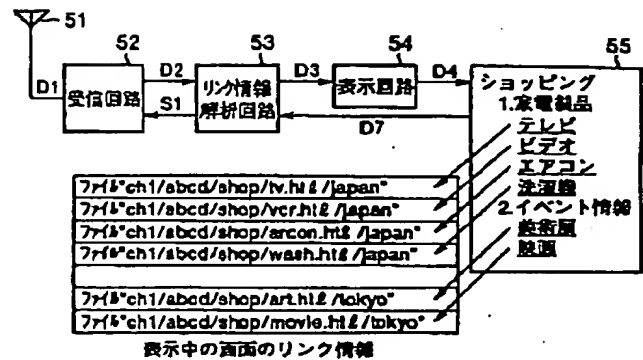 51
52
53
54
55
D1
受信回路
D2
S1
リンク情報
解析回路
D3
表示回路
D4
D7
ショッピング
1.家電製品
テレビ
ビデオ
エアコン
洗濯機
2.イベント情報
美術展
映画
ファイル"ch1/abcd/shop/tv.htℓ/japan"
ファイル"ch1/abcd/shop/vcr.htℓ/japan"
ファイル"ch1/abcd/shop/arcon.htℓ/japan"
ファイル"ch1/abcd/shop/wash.htℓ/japan"
ファイル"ch1/abcd/shop/art.htℓ/tokyo"
ファイル"ch1/abcd/shop/movie.htℓ/tokyo"
表示中の画面のリンク情報